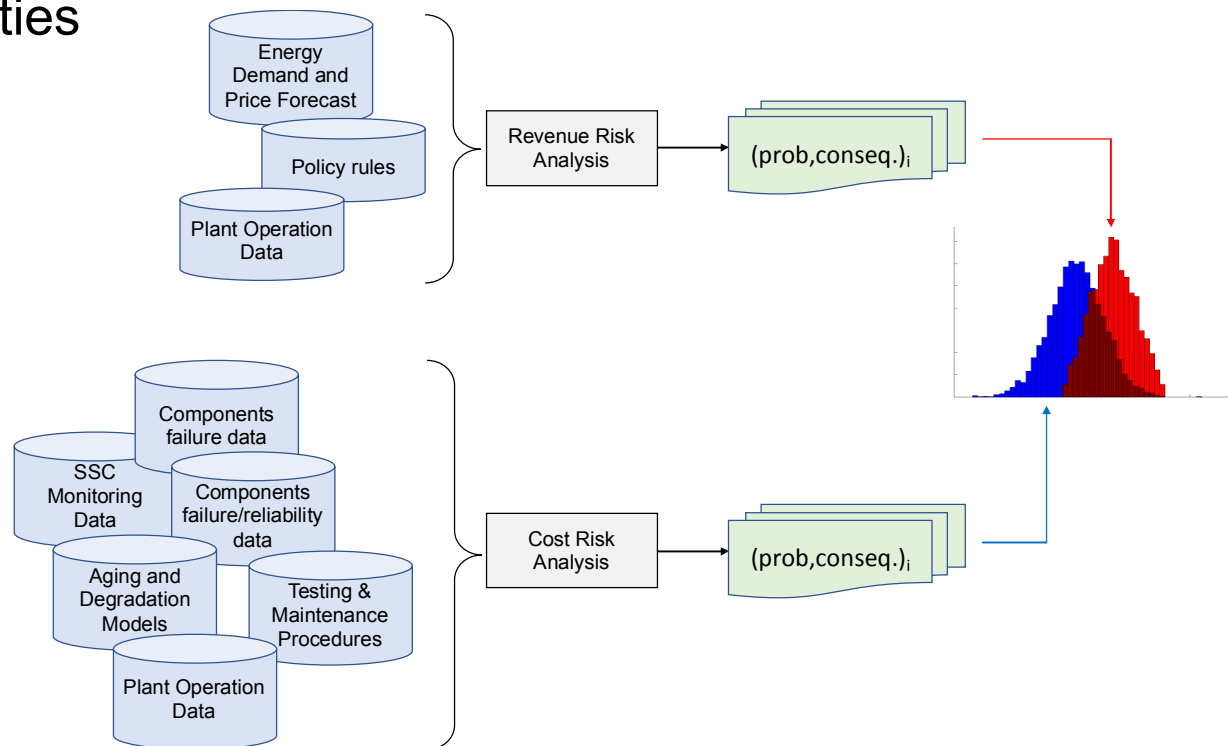 ties
Energy
Demand and
Price Forecast
Policy rules
Plant Operation
Data
Revenue Risk
Analysis
(prob,conseq.)i
Components
failure data
SSC
Monitoring
Data
Components
failure/reliability
data
Aging and
Degradation
Models
Testing &
Maintenance
Procedures
Plant Operation
Data
Cost Risk
Analysis
(prob,conseq.)i